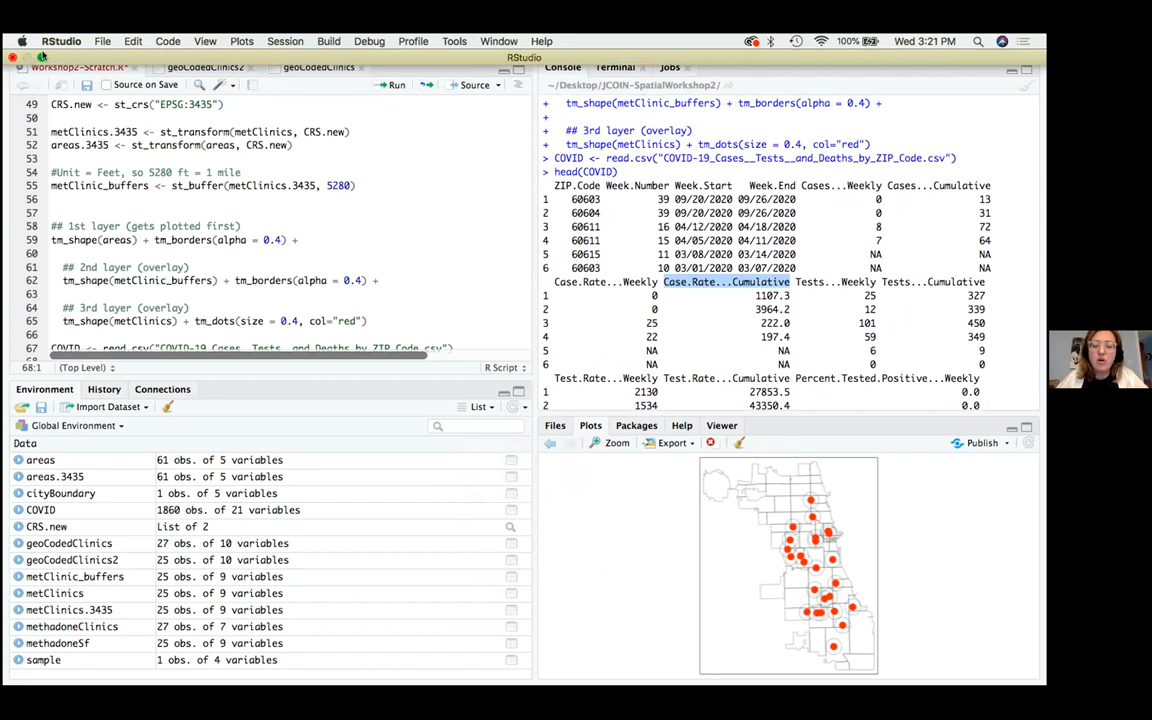 RStudio File Edit Code View Plots Session Build Debug Profile Tools Window Help 100% Wed 3:21 PM
RStudio
Workshop2-Scratch.R* geoCodedClinics2 geoCodedClinics
Source on Save Run Source
49 CRS.new <- st_crs("EPSG:3435")
50
51 metClinics.3435 <- st_transform(metClinics, CRS.new)
52 areas.3435 <- st_transform(areas, CRS.new)
53
54 #Unit = Feet, so 5280 ft = 1 mile
55 metClinic_buffers <- st_buffer(metClinics.3435, 5280)
56
57
58 ## 1st layer (gets plotted first)
59 tm_shape(areas) + tm_borders(alpha = 0.4) +
60
61 ## 2nd layer (overlay)
62 tm_shape(metClinic_buffers) + tm_borders(alpha = 0.4) +
63
64 ## 3rd layer (overlay)
65 tm_shape(metClinics) + tm_dots(size = 0.4, col="red")
66
67 COVID <- read.csv("COVID-19_Cases__Tests__and_Deaths_by_ZIP_Code.csv")
68:1 (Top Level) R Script
Console Terminal Jobs
~/Desktop/JCOIN-SpatialWorkshop2/
+ tm_shape(metClinic_buffers) + tm_borders(alpha = 0.4) +
+
+ ## 3rd layer (overlay)
+ tm_shape(metClinics) + tm_dots(size = 0.4, col="red")
> COVID <- read.csv("COVID-19_Cases__Tests__and_Deaths_by_ZIP_Code.csv")
> head(COVID)
ZIP.Code Week.Number Week.Start Week.End Cases...Weekly Cases...Cumulative
1 60603 39 09/20/2020 09/26/2020 0 13
2 60604 39 09/20/2020 09/26/2020 0 31
3 60611 16 04/12/2020 04/18/2020 8 72
4 60611 15 04/05/2020 04/11/2020 7 64
5 60615 11 03/08/2020 03/14/2020 NA NA
6 60603 10 03/01/2020 03/07/2020 NA NA
Case.Rate...Weekly Case.Rate...Cumulative Tests...Weekly Tests...Cumulative
1 0 1107.3 25 327
2 0 3964.2 12 339
3 25 222.0 101 450
4 22 197.4 59 349
5 NA NA 6 9
6 NA NA 0 0
Test.Rate...Weekly Test.Rate...Cumulative Percent.Tested.Positive...Weekly
1 2130 27853.5 0.0
2 1534 43350.4 0.0
Environment History Connections
Import Dataset List
Global Environment
Data
areas 61 obs. of 5 variables
areas.3435 61 obs. of 5 variables
cityBoundary 1 obs. of 5 variables
COVID 1860 obs. of 21 variables
CRS.new List of 2
geoCodedClinics 27 obs. of 10 variables
geoCodedClinics2 25 obs. of 10 variables
metClinic_buffers 25 obs. of 9 variables
metClinics 25 obs. of 9 variables
metClinics.3435 25 obs. of 9 variables
methadoneClinics 27 obs. of 7 variables
methadoneSf 25 obs. of 9 variables
sample 1 obs. of 4 variables
Files Plots Packages Help Viewer
Zoom Export Publish